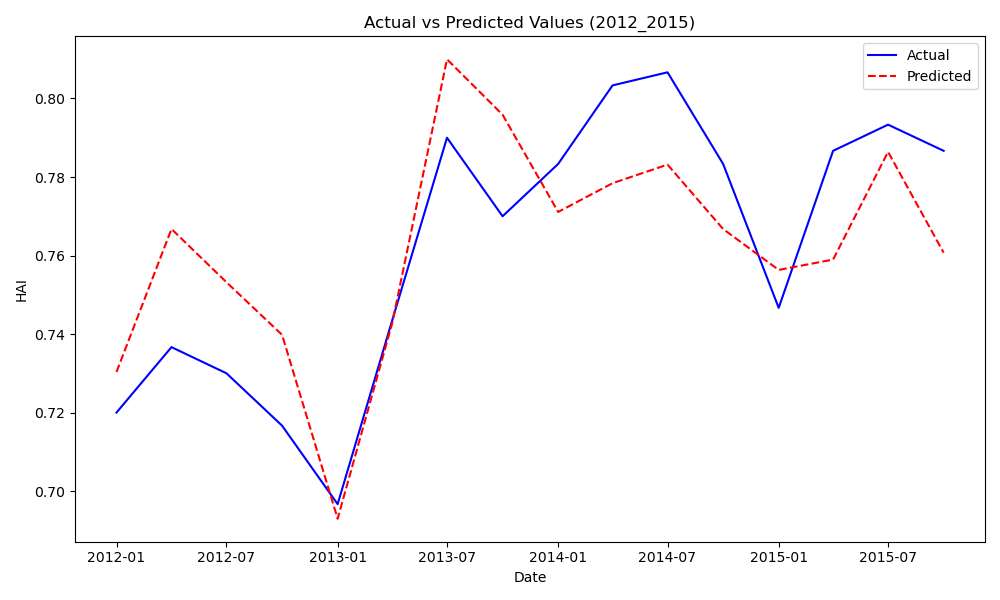 Actual vs Predicted Values (2012_2015)
Actual
Predicted
HAI
0.80
0.78
0.76
0.74
0.72
0.70
2012-01 2012-07 2013-01 2013-07 2014-01 2014-07 2015-01 2015-07
Date